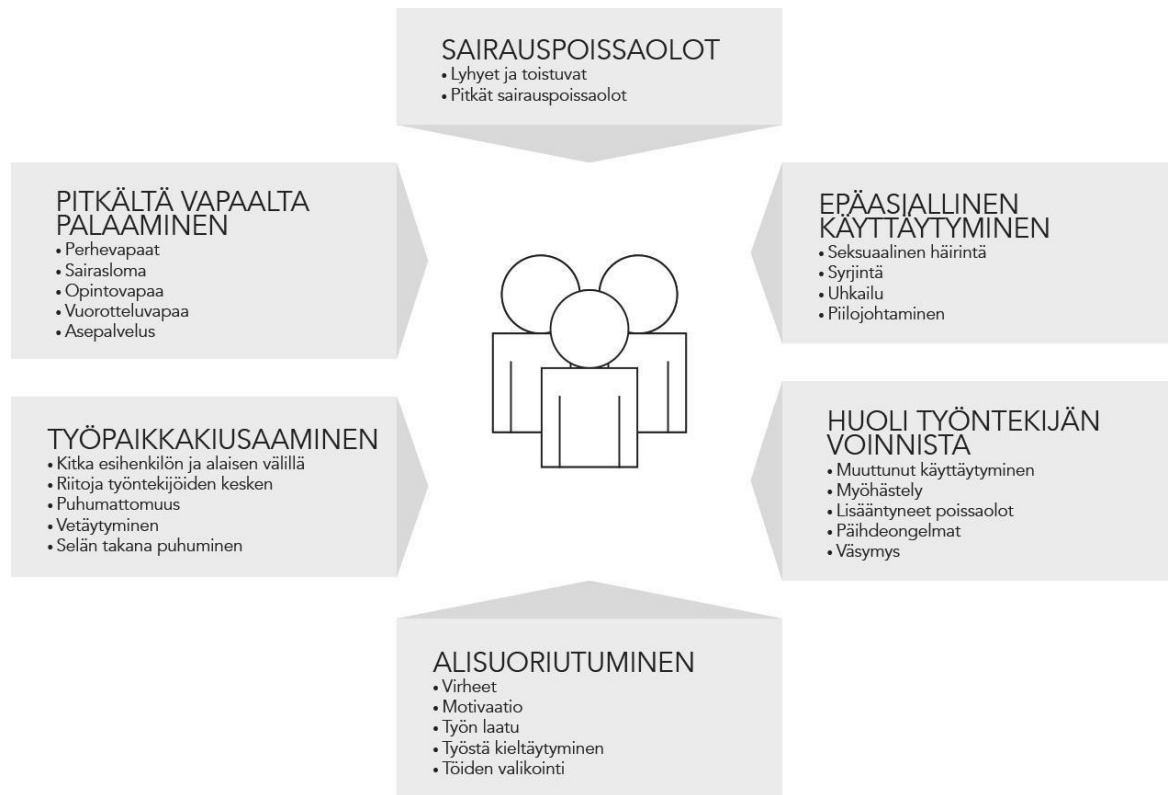 SAIRAUSPOISSAOLOT
• Lyhyet ja toistuvat
• Pitkät sairauspoissaolot
PITKÄLTÄ VAPAALTA
PALAAMINEN
• Perhevapaat
• Sairasloma
• Opintovapaa
• Vuorotteluvapaa
• Asepalvelus
EPÄASIALLINEN
KÄYTTÄYTYMINEN
• Seksuaalinen häirintä
• Syrjintä
• Uhkailu
• Piilojohtaminen
TYÖPAIKKAKIUSAAMINEN
• Kitka esihenkilön ja alaisen välillä
• Riitoja työntekijöiden kesken
• Puhumattomuus
• Vetäytyminen
• Selän takana puhuminen
HUOLI TYÖNTEKIJÄN
VOINNISTA
• Muuttunut käyttäytyminen
• Myöhästely
• Lisääntyneet poissaolot
• Päihdeongelmat
• Väsymys
ALISUORIUTUMINEN
• Virheet
• Motivaatio
• Työn laatu
• Työstä kieltäytyminen
• Töiden valikointi